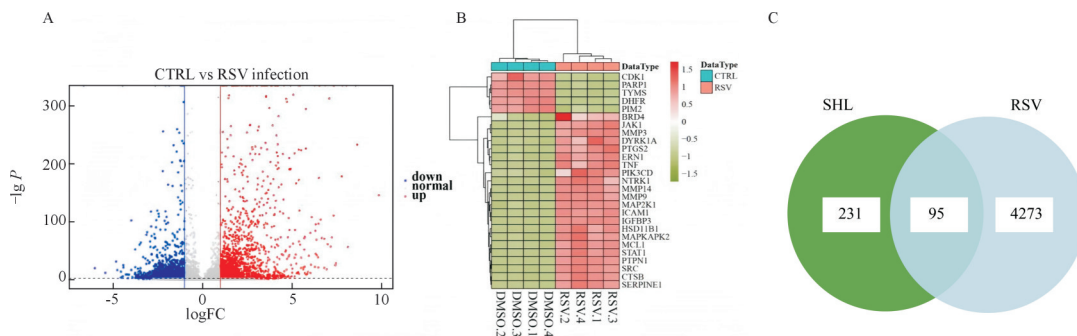 A
CTRL vs RSV infection
300
200
100
0
−lg P
-5
0
5
10
logFC
down
normal
up
B
DataType
CDK1
PARP1
TYMS
DHFR
PIM2
BRD4
JAK1
MMP3
DYRK1A
PTGS2
ERN1
TNF
PIK3CD
NTRK1
MMP14
MMP9
MAP2K1
ICAM1
IGFBP3
HSD11B1
MAPKAPK2
MCL1
STAT1
PTPN1
SRC
CTSB
SERPINE1
DMSO.2
DMSO.3
DMSO.1
DMSO.4
RSV.2
RSV.4
RSV.1
RSV.3
1.5
1
0.5
0
-0.5
-1
-1.5
DataType
CTRL
RSV
C
SHL
RSV
231
95
4273